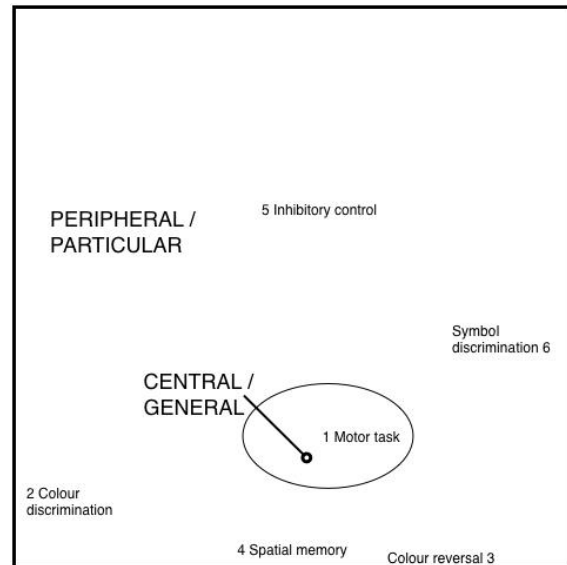 5 Inhibitory control
PERIPHERAL /
PARTICULAR
Symbol
discrimination 6
CENTRAL /
GENERAL
1 Motor task
2 Colour
discrimination
4 Spatial memory
Colour reversal 3